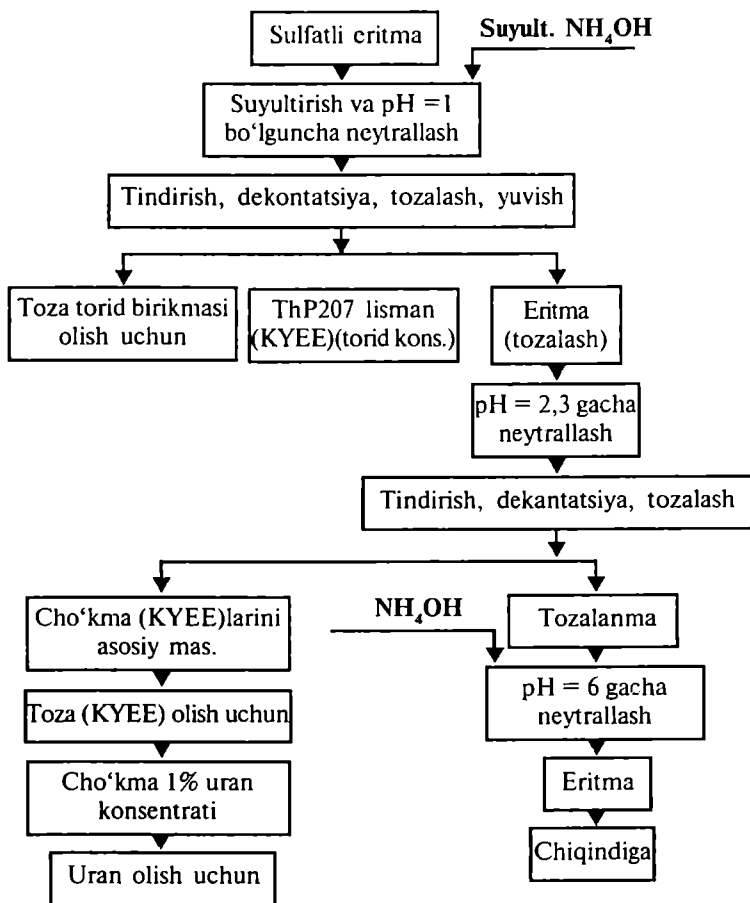 Sulfatli eritma
Suyult. NH₄OH
Suyultirish va pH =1
bo‘lguncha neytrallash
Tindirish, dekontatsiya, tozalash, yuvish
Toza torid birikmasi
olish uchun
ThP207 lisman
(KYEE)(torid kons.)
Eritma
(tozalash)
pH = 2,3 gacha
neytrallash
Tindirish, dekantatsiya, tozalash
Cho‘kma (KYEE)larini
asosiy mas.
NH₄OH
Tozalanma
Toza (KYEE) olish uchun
pH = 6 gacha
neytrallash
Cho‘kma 1% uran
konsentrati
Eritma
Uran olish uchun
Chiqindiga